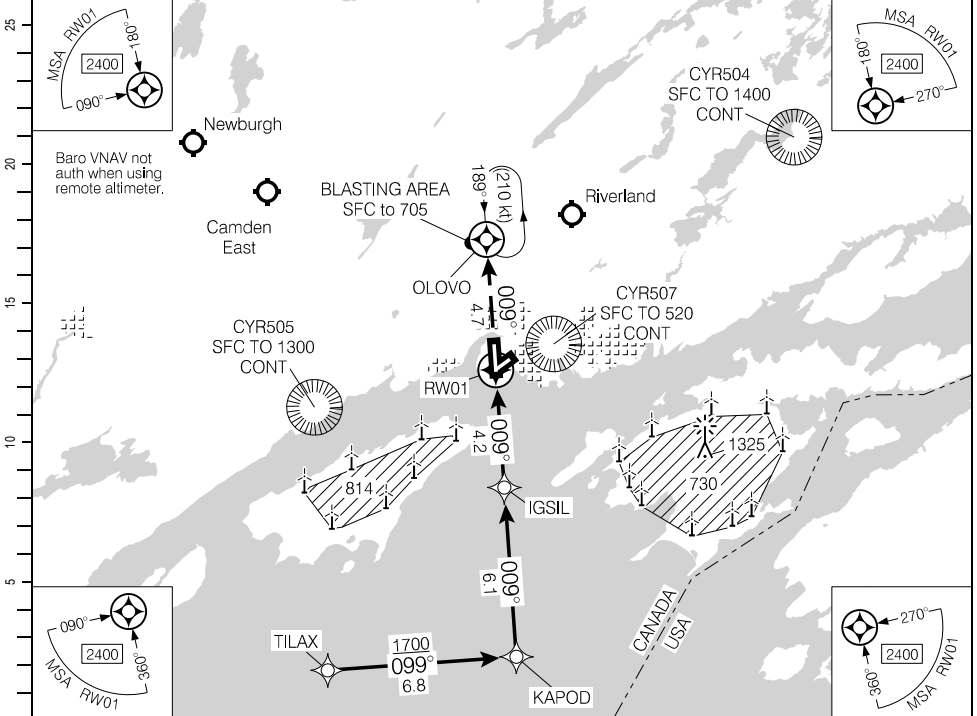 25
20
15
10
5
MSA RW01
180°
2400
090°
MSA RW01
180°
2400
270°
CYR504
SFC TO 1400
CONT
Newburgh
Baro VNAV not
auth when using
remote altimeter.
BLASTING AREA
SFC to 705
189°
(210 kt)
Riverland
Camden
East
OLOVO
009°
4.7
CYR507
SFC TO 520
CONT
CYR505
SFC TO 1300
CONT
RW01
009°
4.2
1325
814
730
IGSIL
009°
6.1
CANADA
USA
TILAX
1700
099°
6.8
KAPOD
090°
2400
360°
MSA RW01
270°
2400
360°
MSA RW01